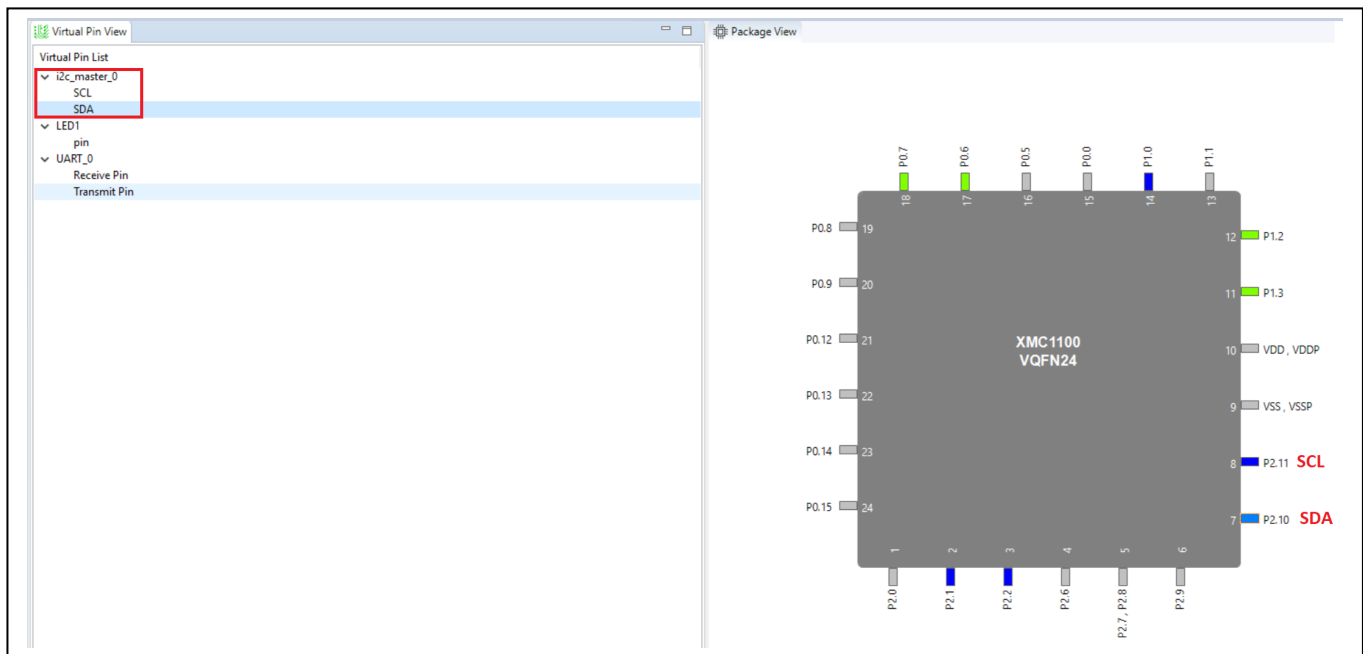 Virtual Pin View
Virtual Pin List
i2c_master_0
SCL
SDA
LED1
pin
UART_0
Receive Pin
Transmit Pin
Package View
P0.7 P0.6 P0.5 P0.0 P1.0 P1.1
18 17 16 15 14 13
P0.8 19
P0.9 20
P0.12 21
P0.13 22
P0.14 23
P0.15 24
XMC1100
VQFN24
12 P1.2
11 P1.3
10 VDD , VDDP
9 VSS , VSSP
8 P2.11 SCL
7 P2.10 SDA
1 2 3 4 5 6
P2.0 P2.1 P2.2 P2.6 P2.7 , P2.8 P2.9